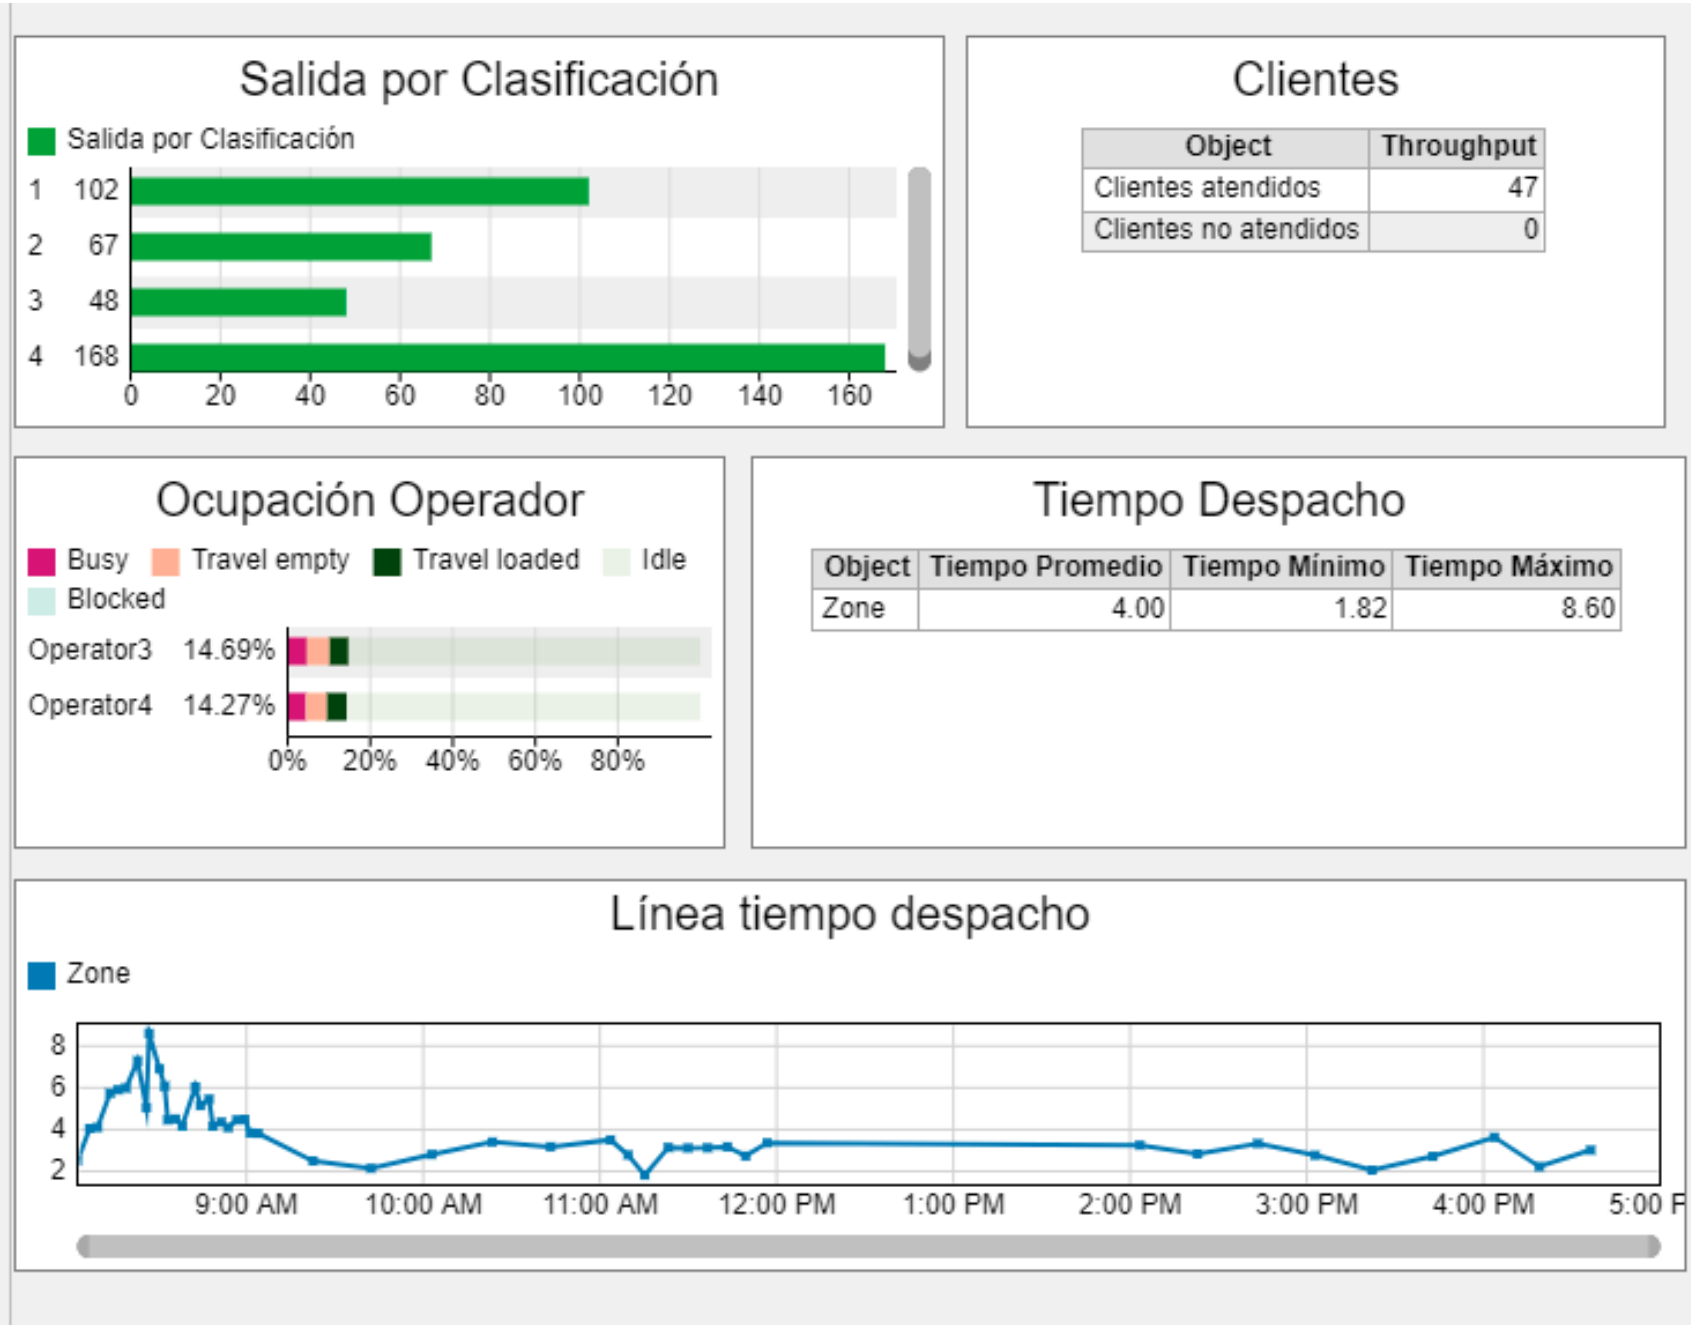 Salida por Clasificación
Salida por Clasificación
1 102
2 67
3 48
4 168
0 20 40 60 80 100 120 140 160
Clientes
Object Throughput
Clientes atendidos 47
Clientes no atendidos 0
Ocupación Operador
Busy Travel empty Travel loaded Idle
Blocked
Operator3 14.69%
Operator4 14.27%
0% 20% 40% 60% 80%
Tiempo Despacho
Object Tiempo Promedio Tiempo Mínimo Tiempo Máximo
Zone 4.00 1.82 8.60
Línea tiempo despacho
Zone
8
6
4
2
9:00 AM 10:00 AM 11:00 AM 12:00 PM 1:00 PM 2:00 PM 3:00 PM 4:00 PM 5:00 P